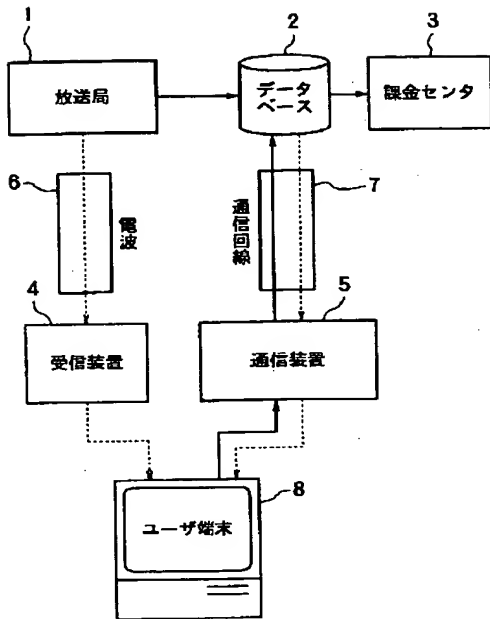 1
放送局
2
データ
ベース
3
課金センタ
6
電波
7
通信回線
4
受信装置
5
通信装置
8
ユーザ端末